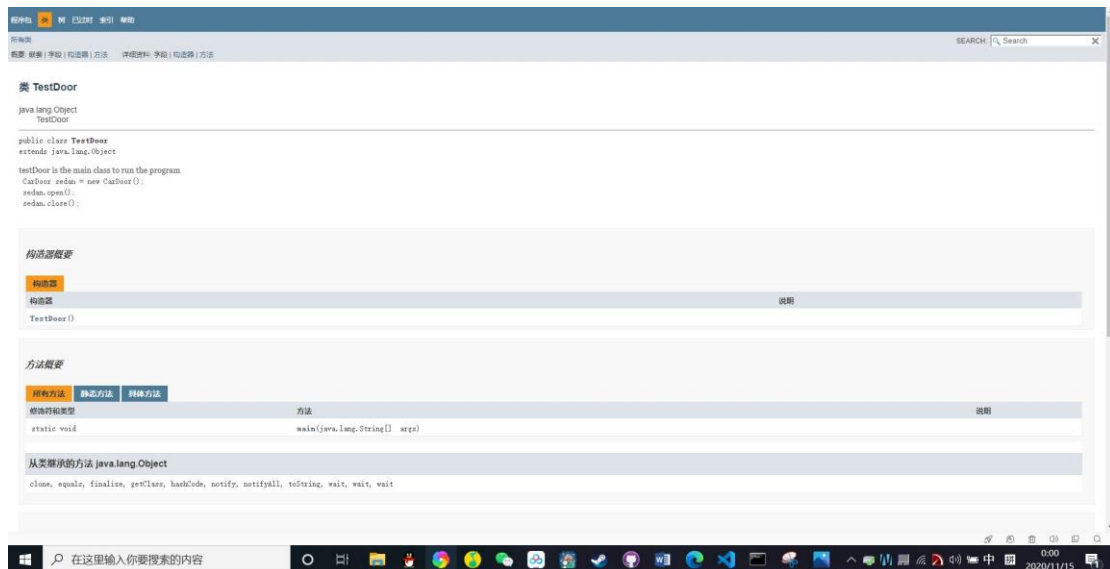 程序包 类 树 已过时 索引 帮助
所有类
SEARCH: Search
概要: 嵌套 | 字段 | 构造器 | 方法 详细资料: 字段 | 构造器 | 方法
类 TestDoor
java.lang.Object
TestDoor
public class TestDoor
extends java.lang.Object
testDoor is the main class to run the program
CarDoor sedan = new CarDoor();
sedan.open();
sedan.close();
构造器概要
构造器
构造器 说明
TestDoor()
方法概要
所有方法 静态方法 具体方法
修饰符和类型 方法 说明
static void main(java.lang.String[] args)
从类继承的方法 java.lang.Object
clone, equals, finalize, getClass, hashCode, notify, notifyAll, toString, wait, wait, wait
在这里输入你要搜索的内容
中
0:00
2020/11/15